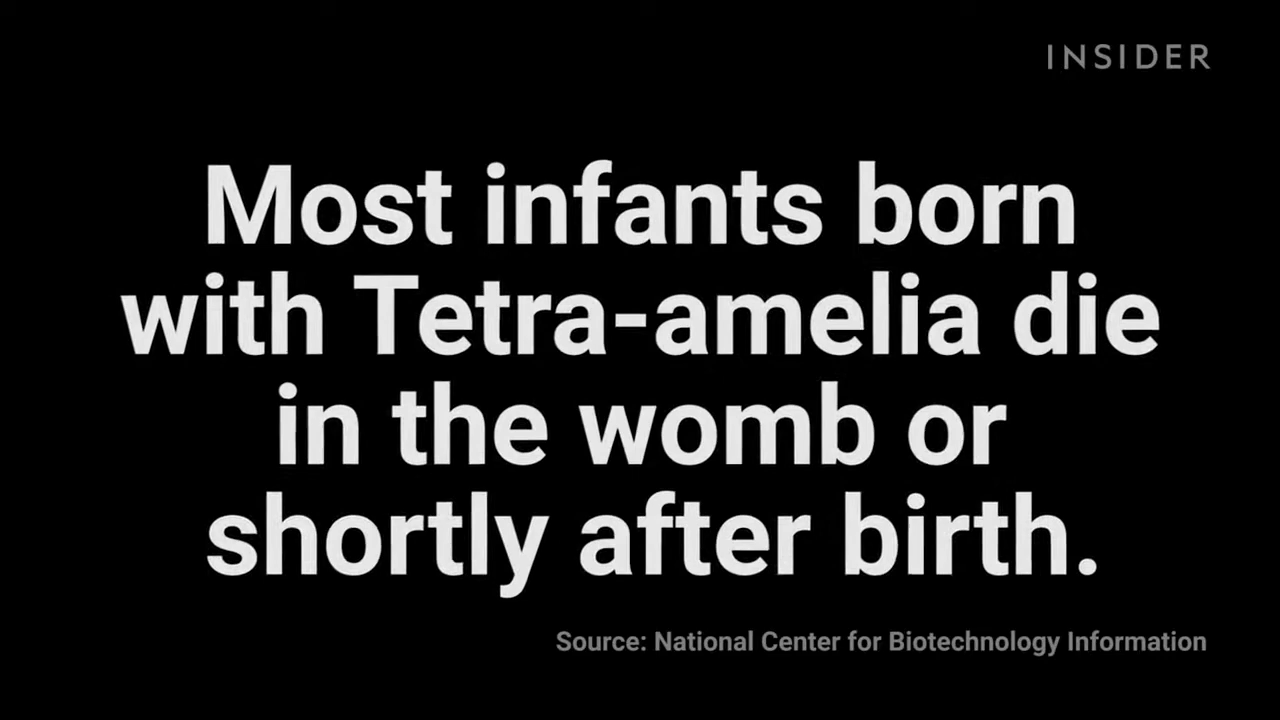 INSIDER
Most infants born
with Tetra-amelia die
in the womb or
shortly after birth.
Source: National Center for Biotechnology Information